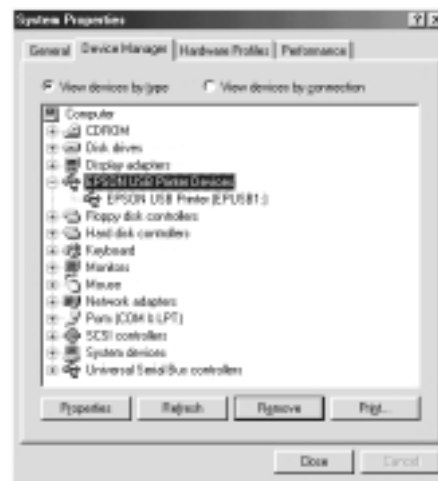 System Properties
General Device Manager Hardware Profiles Performance
View devices by type View devices by connection
Computer
CDROM
Disk drives
Display adapters
EPSON USB Printer Devices
EPSON USB Printer (EPUSB1:)
Floppy disk controllers
Hard disk controllers
Keyboard
Monitors
Mouse
Network adapters
Ports (COM & LPT)
SCSI controllers
System devices
Universal Serial Bus controllers
Properties Refresh Remove Print...
Close Cancel